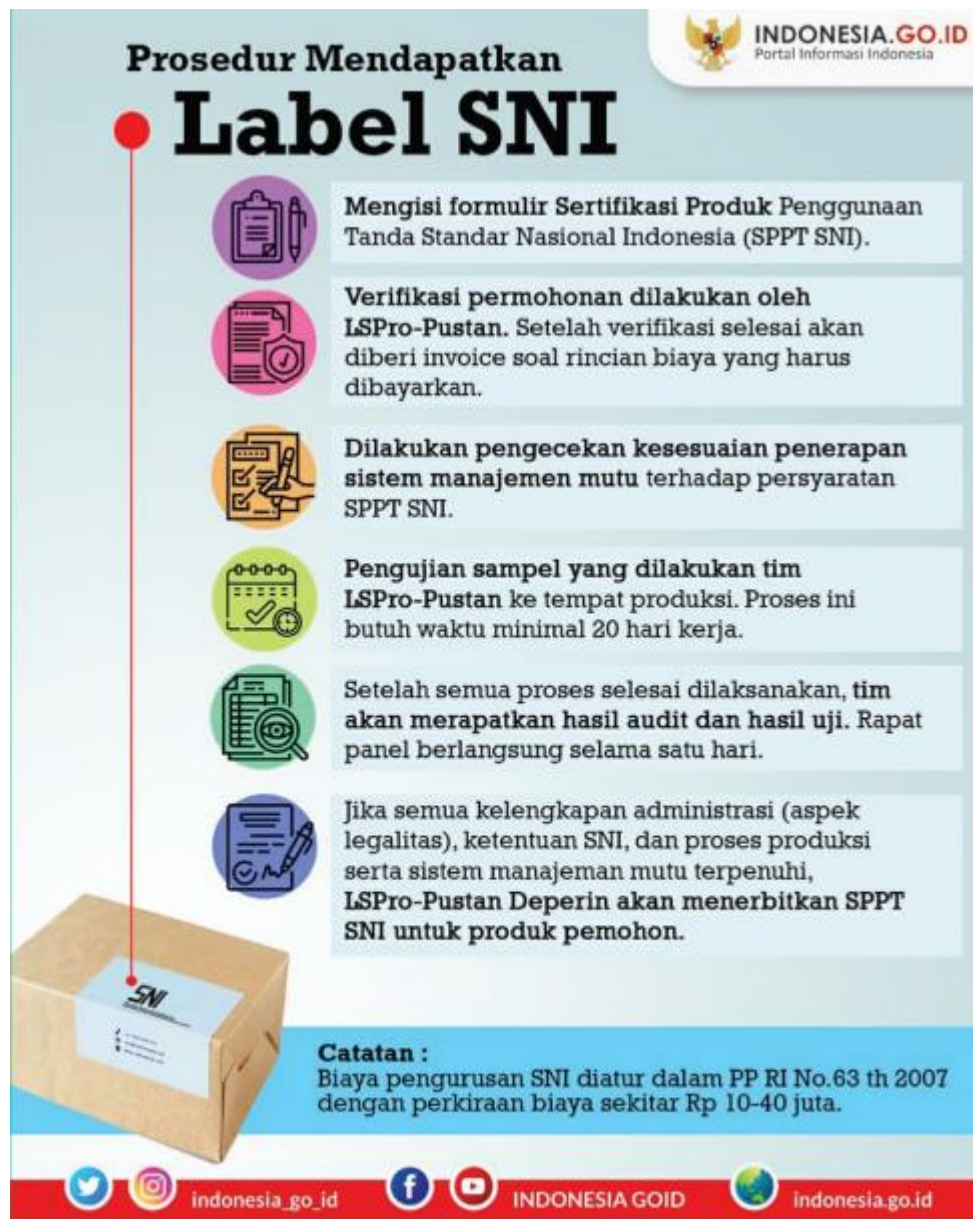 INDONESIA.GO.ID
Portal Informasi Indonesia
Prosedur Mendapatkan
Label SNI
Mengisi formulir Sertifikasi Produk Penggunaan
Tanda Standar Nasional Indonesia (SPPT SNI).
Verifikasi permohonan dilakukan oleh
LSPro-Pustan. Setelah verifikasi selesai akan
diberi invoice soal rincian biaya yang harus
dibayarkan.
Dilakukan pengecekan kesesuaian penerapan
sistem manajemen mutu terhadap persyaratan
SPPT SNI.
Pengujian sampel yang dilakukan tim
LSPro-Pustan ke tempat produksi. Proses ini
butuh waktu minimal 20 hari kerja.
Setelah semua proses selesai dilaksanakan, tim
akan merapatkan hasil audit dan hasil uji. Rapat
panel berlangsung selama satu hari.
Jika semua kelengkapan administrasi (aspek
legalitas), ketentuan SNI, dan proses produksi
serta sistem manajeman mutu terpenuhi,
LSPro-Pustan Deperin akan menerbitkan SPPT
SNI untuk produk pemohon.
SNI
Catatan :
Biaya pengurusan SNI diatur dalam PP RI No.63 th 2007
dengan perkiraan biaya sekitar Rp 10-40 juta.
indonesia_go_id
INDONESIA GOID
indonesia.go.id